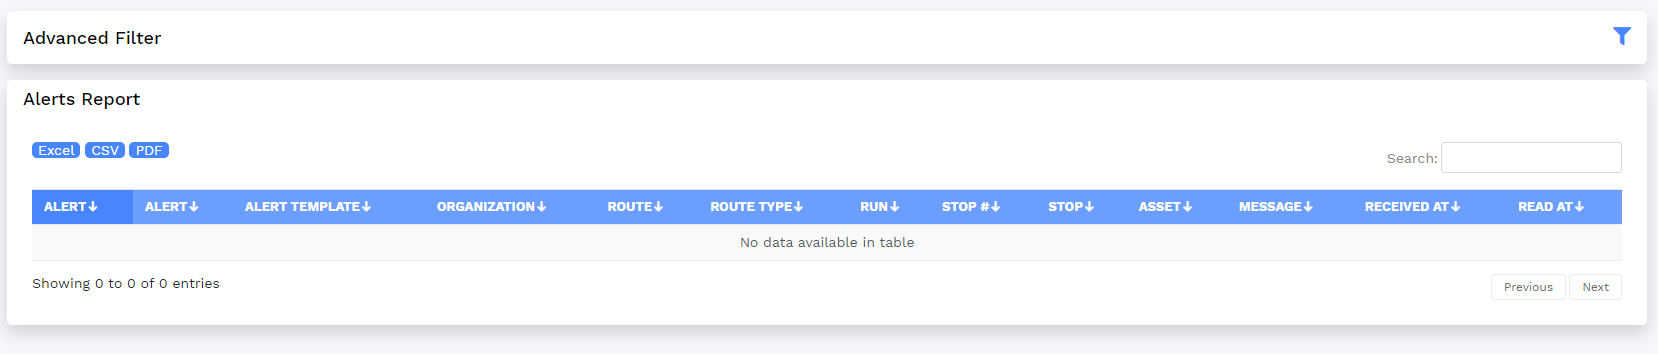 Advanced Filter
Alerts Report
Excel CSV PDF
Search:
ALERT↓ ALERT↓ ALERT TEMPLATE↓ ORGANIZATION↓ ROUTE↓ ROUTE TYPE↓ RUN↓ STOP #↓ STOP↓ ASSET↓ MESSAGE↓ RECEIVED AT↓ READ AT↓
No data available in table
Showing 0 to 0 of 0 entries
Previous Next